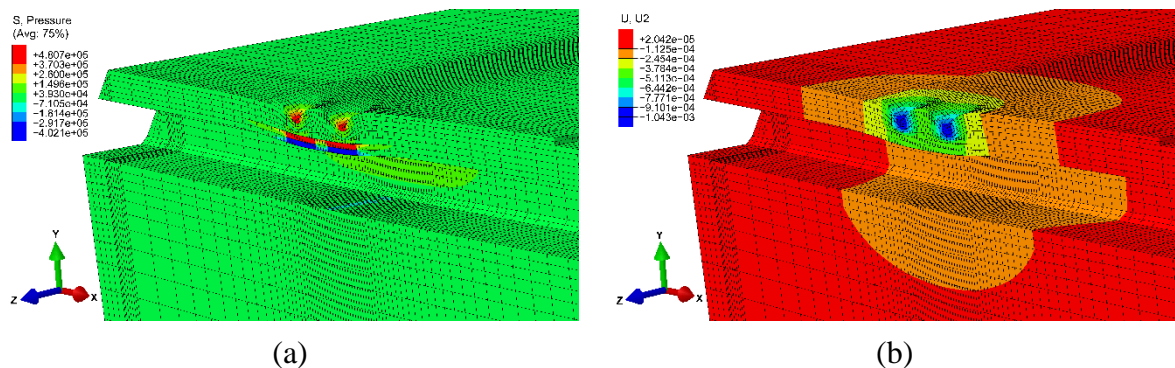 S, Pressure
(Avg: 75%)
+4.807e+05
+3.703e+05
+2.600e+05
+1.496e+05
+3.930e+04
-7.105e+04
-1.814e+05
-2.917e+05
-4.021e+05
Y
Z
X
(a)
U, U2
+2.042e-05
-1.125e-04
-2.454e-04
-3.784e-04
-5.113e-04
-6.442e-04
-7.771e-04
-9.101e-04
-1.043e-03
Y
Z
X
(b)